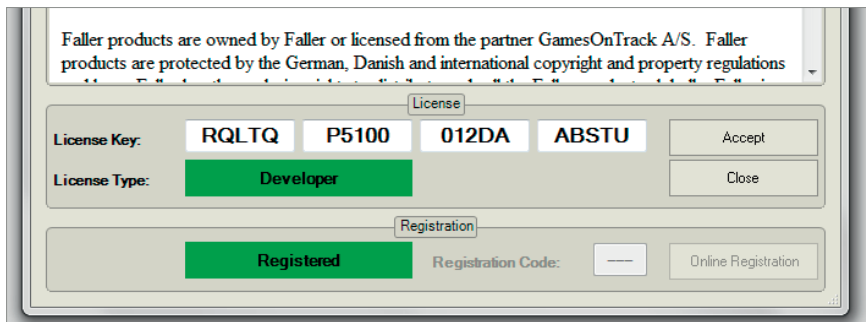 Faller products are owned by Faller or licensed from the partner GamesOnTrack A/S. Faller
products are protected by the German, Danish and international copyright and property regulations
License
License Key: RQLTQ P5100 012DA ABSTU Accept
License Type: Developer Close
Registration
Registered Registration Code: --- Online Registration